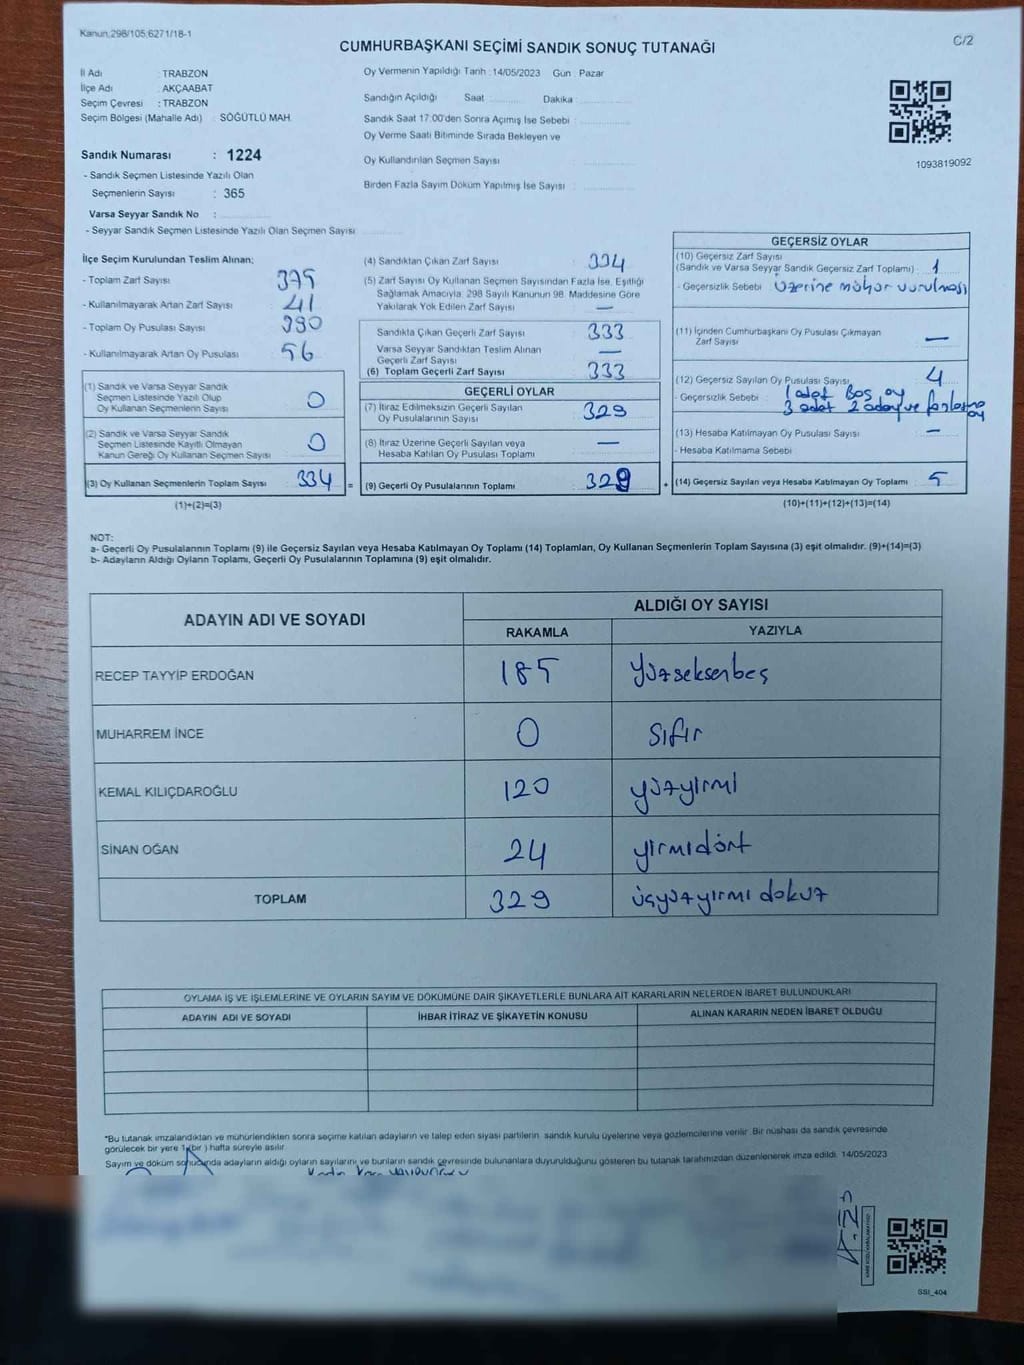 Kanun,298/105,6271/18-1
CUMHURBAŞKANI SEÇİMİ SANDIK SONUÇ TUTANAĞI
C/2
İl Adı : TRABZON
İlçe Adı : AKÇAABAT
Seçim Çevresi : TRABZON
Seçim Bölgesi (Mahalle Adı) : SÖĞÜTLÜ MAH.
Sandık Numarası : 1224
- Sandık Seçmen Listesinde Yazılı Olan
Seçmenlerin Sayısı : 365
Varsa Seyyar Sandık No :
- Seyyar Sandık Seçmen Listesinde Yazılı Olan Seçmen Sayısı
Oy Vermenin Yapıldığı Tarih : 14/05/2023 Gün : Pazar
Sandığın Açıldığı Saat Dakika
Sandık Saat 17:00'den Sonra Açımış İse Sebebi :
Oy Verme Saati Bitiminde Sırada Bekleyen ve
Oy Kullandırılan Seçmen Sayısı :
Birden Fazla Sayım Döküm Yapılmış İse Sayısı :
1093819092
İlçe Seçim Kurulundan Teslim Alınan;
- Toplam Zarf Sayısı 375
- Kullanılmayarak Artan Zarf Sayısı : 41
- Toplam Oy Pusulası Sayısı 390
- Kullanılmayarak Artan Oy Pusulası : 56
(1) Sandık ve Varsa Seyyar Sandık
Seçmen Listesinde Yazılı Olup
Oy Kullanan Seçmenlerin Sayısı 0
(2) Sandık ve Varsa Seyyar Sandık
Seçmen Listesinde Kayıtlı Olmayan
Kanun Gereği Oy Kullanan Seçmen Sayısı 0
(3) Oy Kullanan Seçmenlerin Toplam Sayısı 334 =
(1)+(2)=(3)
(4) Sandıktan Çıkan Zarf Sayısı 334
(5) Zarf Sayısı Oy Kullanan Seçmen Sayısından Fazla İse, Eşitliği
Sağlamak Amacıyla, 298 Sayılı Kanunun 98. Maddesine Göre
Yakılarak Yok Edilen Zarf Sayısı : —
Sandıkta Çıkan Geçerli Zarf Sayısı : 333
Varsa Seyyar Sandıktan Teslim Alınan
Geçerli Zarf Sayısı : —
(6) Toplam Geçerli Zarf Sayısı : 333
GEÇERLİ OYLAR
(7) İtiraz Edilmeksizin Geçerli Sayılan
Oy Pusulasının Sayısı : 329
(8) İtiraz Üzerine Geçerli Sayılan veya
Hesaba Katılan Oy Pusulası Toplamı : —
(9) Geçerli Oy Pusulalarının Toplamı : 329 +
GEÇERSİZ OYLAR
(10) Geçersiz Zarf Sayısı
(Sandık ve Varsa Seyyar Sandık Geçersiz Zarf Toplamı) : 1
- Geçersizlik Sebebi : üzerine mühür vurulması
(11) İçinden Cumhurbaşkanı Oy Pusulası Çıkmayan
Zarf Sayısı : —
(12) Geçersiz Sayılan Oy Pusulası Sayısı : 4
- Geçersizlik Sebebi : 1 adet Boş oy
3 adet 2 aday ve fazlasına
oy
(13) Hesaba Katılmayan Oy Pusulası Sayısı : —
- Hesaba Katılmama Sebebi :
(14) Geçersiz Sayılan veya Hesaba Katılmayan Oy Toplamı : 5
(10)+(11)+(12)+(13)=(14)
NOT:
a- Geçerli Oy Pusulalarının Toplamı (9) ile Geçersiz Sayılan veya Hesaba Katılmayan Oy Toplamı (14) Toplamları, Oy Kullanan Seçmenlerin Toplam Sayısına (3) eşit olmalıdır. (9)+(14)=(3)
b- Adayların Aldığı Oyların Toplamı, Geçerli Oy Pusulalarının Toplamına (9) eşit olmalıdır.
ADAYIN ADI VE SOYADI
ALDIĞI OY SAYISI
RAKAMLA YAZIYLA
RECEP TAYYİP ERDOĞAN 185 yüzseksenbeş
MUHARREM İNCE 0 sıfır
KEMAL KILIÇDAROĞLU 120 yüzyirmi
SİNAN OĞAN 24 yirmidört
TOPLAM 329 üçyüzyirmi dokuz
OYLAMA İŞ VE İŞLEMLERİNE VE OYLARIN SAYIM VE DÖKÜMÜNE DAİR ŞİKAYETLERLE BUNLARA AİT KARARLARIN NELERDEN İBARET BULUNDUKLARI
ADAYIN ADI VE SOYADI İHBAR İTİRAZ VE ŞİKAYETİN KONUSU ALINAN KARARIN NEDEN İBARET OLDUĞU
*Bu tutanak imzalandıktan ve mühürlendikten sonra seçime katılan adayların ve talep eden siyasi partilerin sandık kurulu üyelerine veya gözlemcilerine verilir. Bir nüshası da sandık çevresinde
görülecek bir yere 1 (bir ) hafta süreyle asılır.
Sayım ve döküm sonucunda adayların aldığı oyların sayılarını ve bunların sandık çevresinde bulunanlara duyurulduğunu gösteren bu tutanak tarafımızdan düzenlenerek imza edildi. 14/05/2023
SSI_404